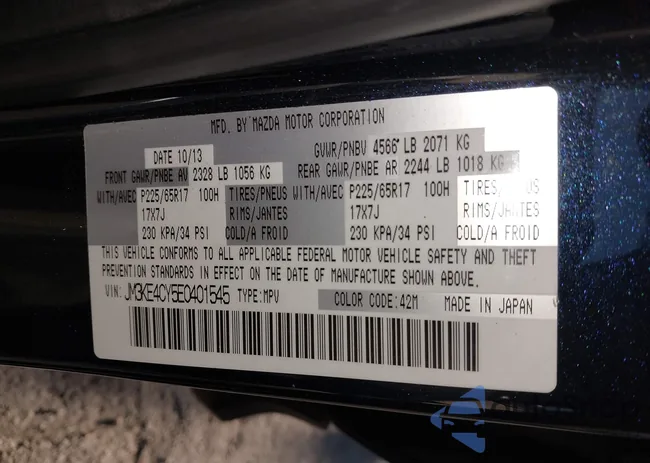 MFD. BY MAZDA MOTOR CORPORATION
DATE 10/13 GVWR/PNBV 4566 LB 2071 KG
FRONT GAWR/PNBE AV 2328 LB 1056 KG REAR GAWR/PNBE AR 2244 LB 1018 KG
WITH/AVEC P225/65R17 100H TIRES/PNEUS WITH/AVEC P225/65R17 100H TIRES/PNEUS
17X7J RIMS/JANTES 17X7J RIMS/JANTES
230 KPA/34 PSI COLD/A FROID 230 KPA/34 PSI COLD/A FROID
THIS VEHICLE CONFORMS TO ALL APPLICABLE FEDERAL MOTOR VEHICLE SAFETY AND THEFT
PREVENTION STANDARDS IN EFFECT ON THE DATE OF MANUFACTURE SHOWN ABOVE.
VIN: JM3KE4CY5E0401545 TYPE:MPV COLOR CODE:42M MADE IN JAPAN